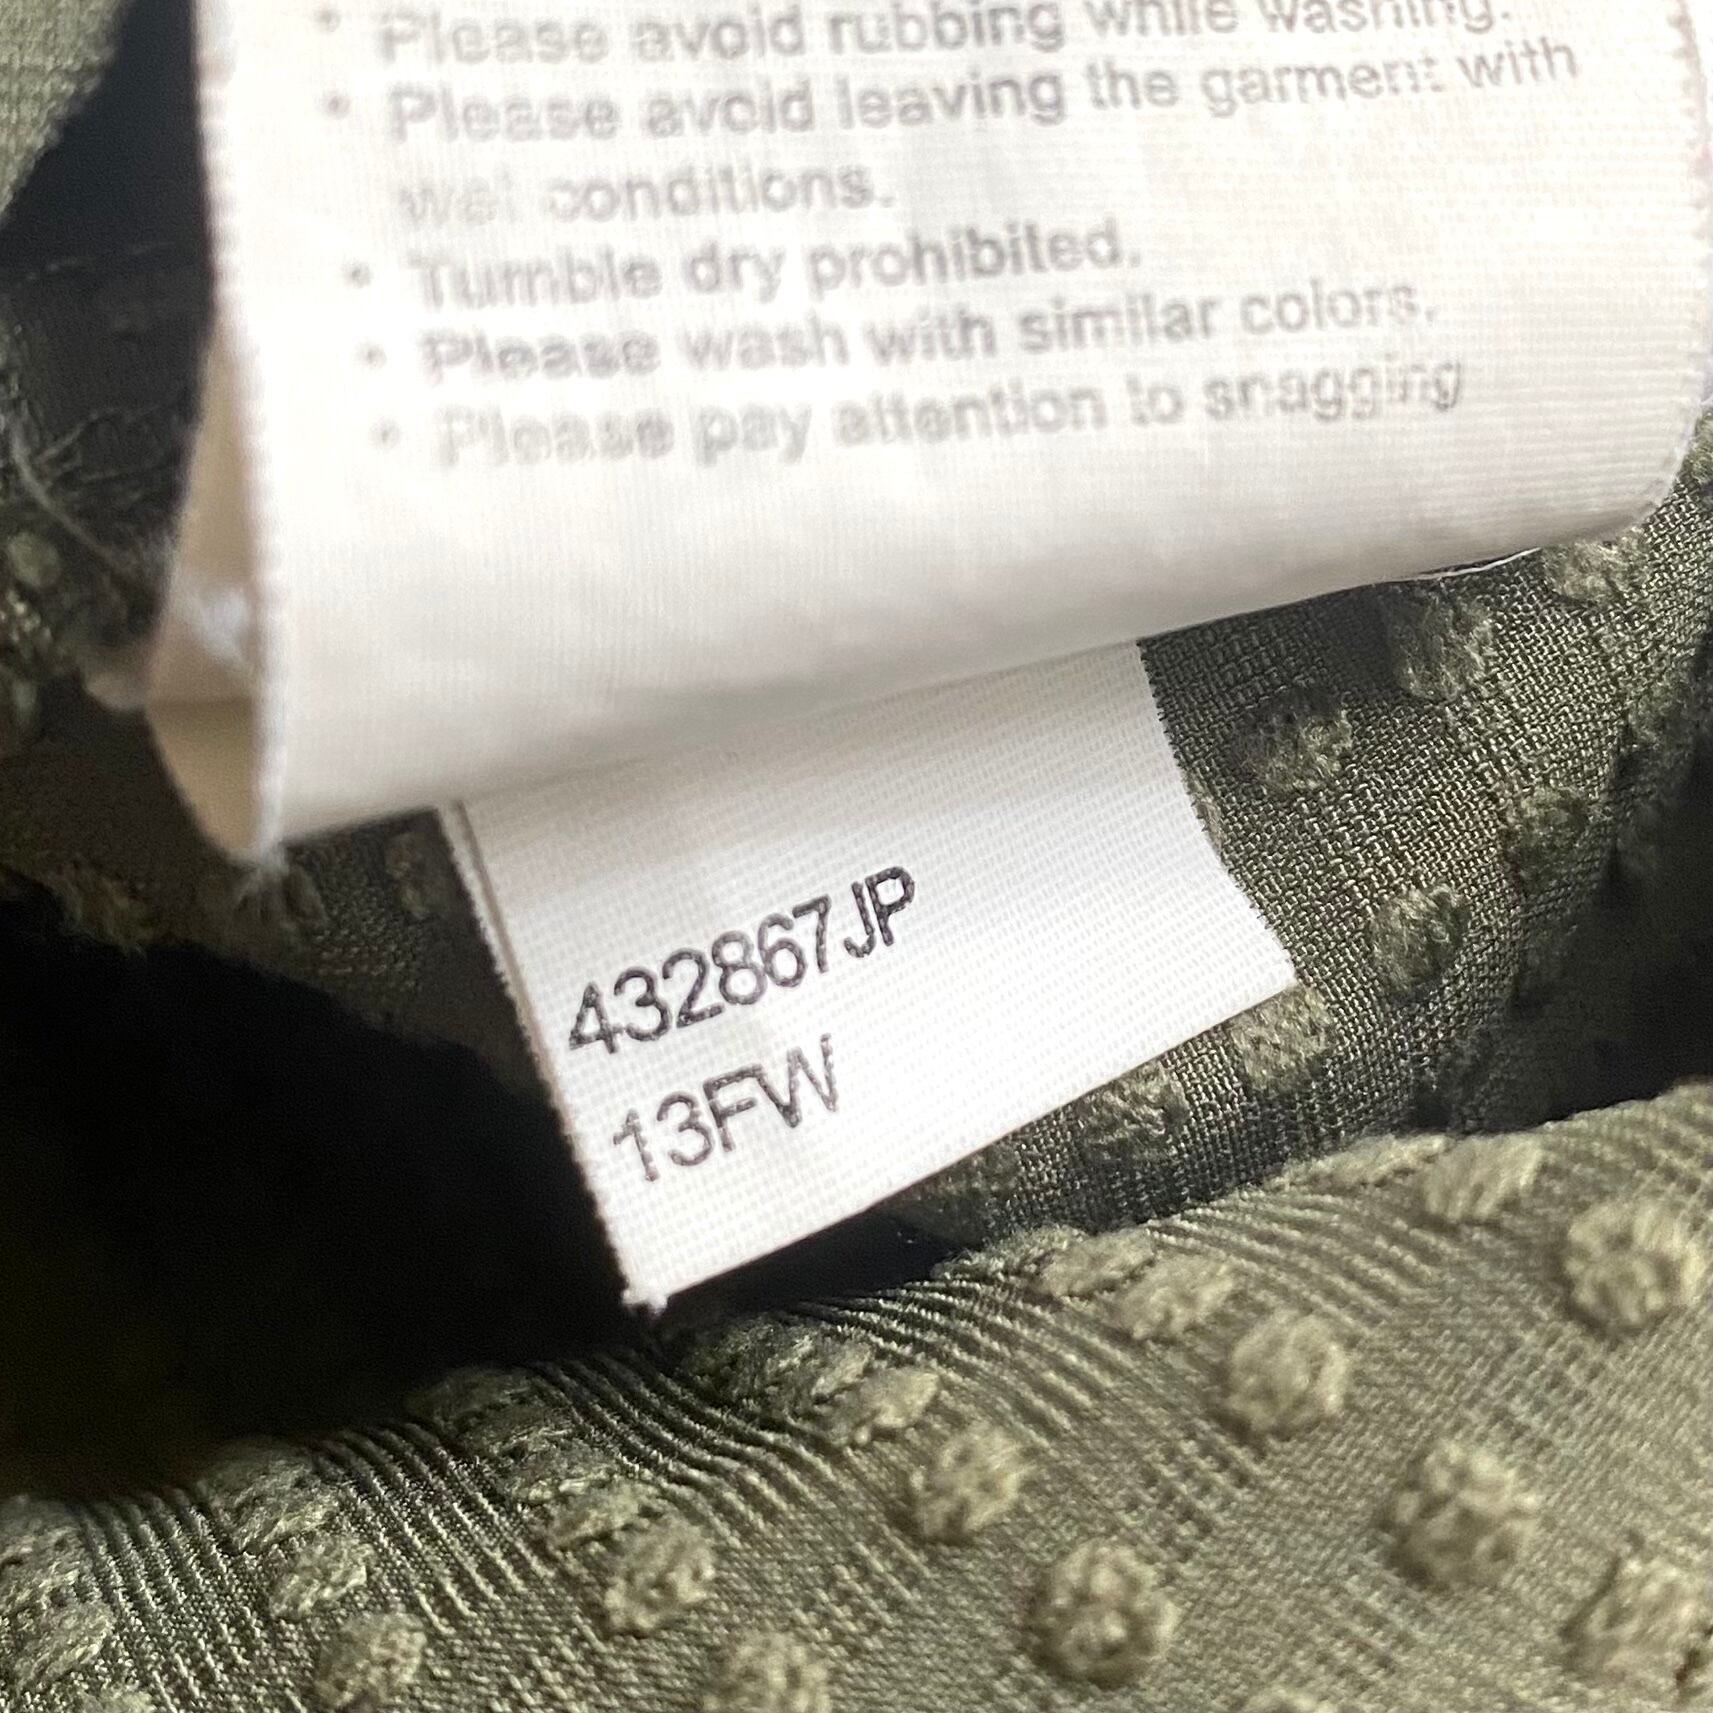 • Please avoid rubbing while washing.
• Please avoid leaving the garment with
wet conditions.
• Tumble dry prohibited.
• Please wash with similar colors.
• Please pay attention to snagging
432867JP
13FW